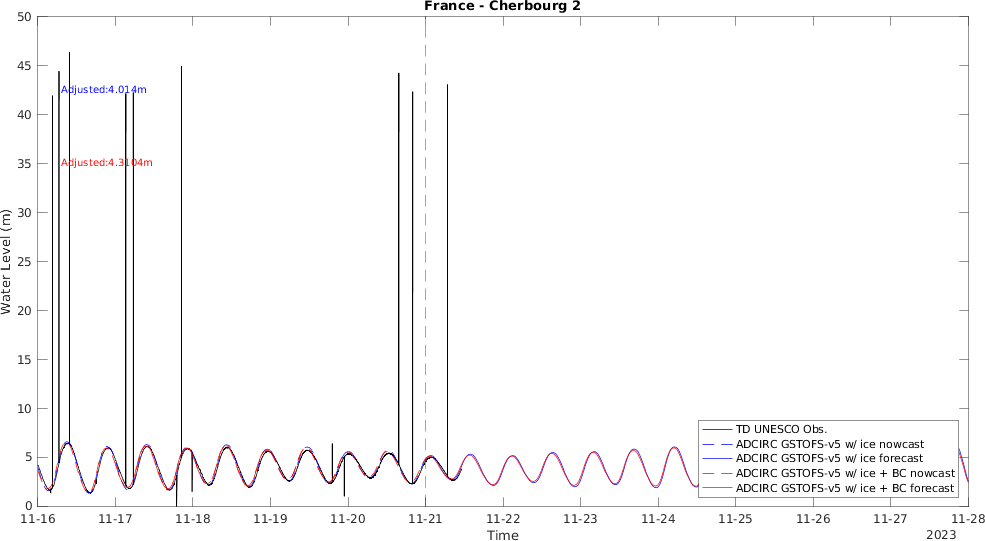 France - Cherbourg 2
50
45
40
35
30
25
20
15
10
5
0
Water Level (m)
Adjusted:4.014m
Adjusted:4.3104m
TD UNESCO Obs.
ADCIRC GSTOFS-v5 w/ ice nowcast
ADCIRC GSTOFS-v5 w/ ice forecast
ADCIRC GSTOFS-v5 w/ ice + BC nowcast
ADCIRC GSTOFS-v5 w/ ice + BC forecast
11-16 11-17 11-18 11-19 11-20 11-21 11-22 11-23 11-24 11-25 11-26 11-27 11-28
Time
2023